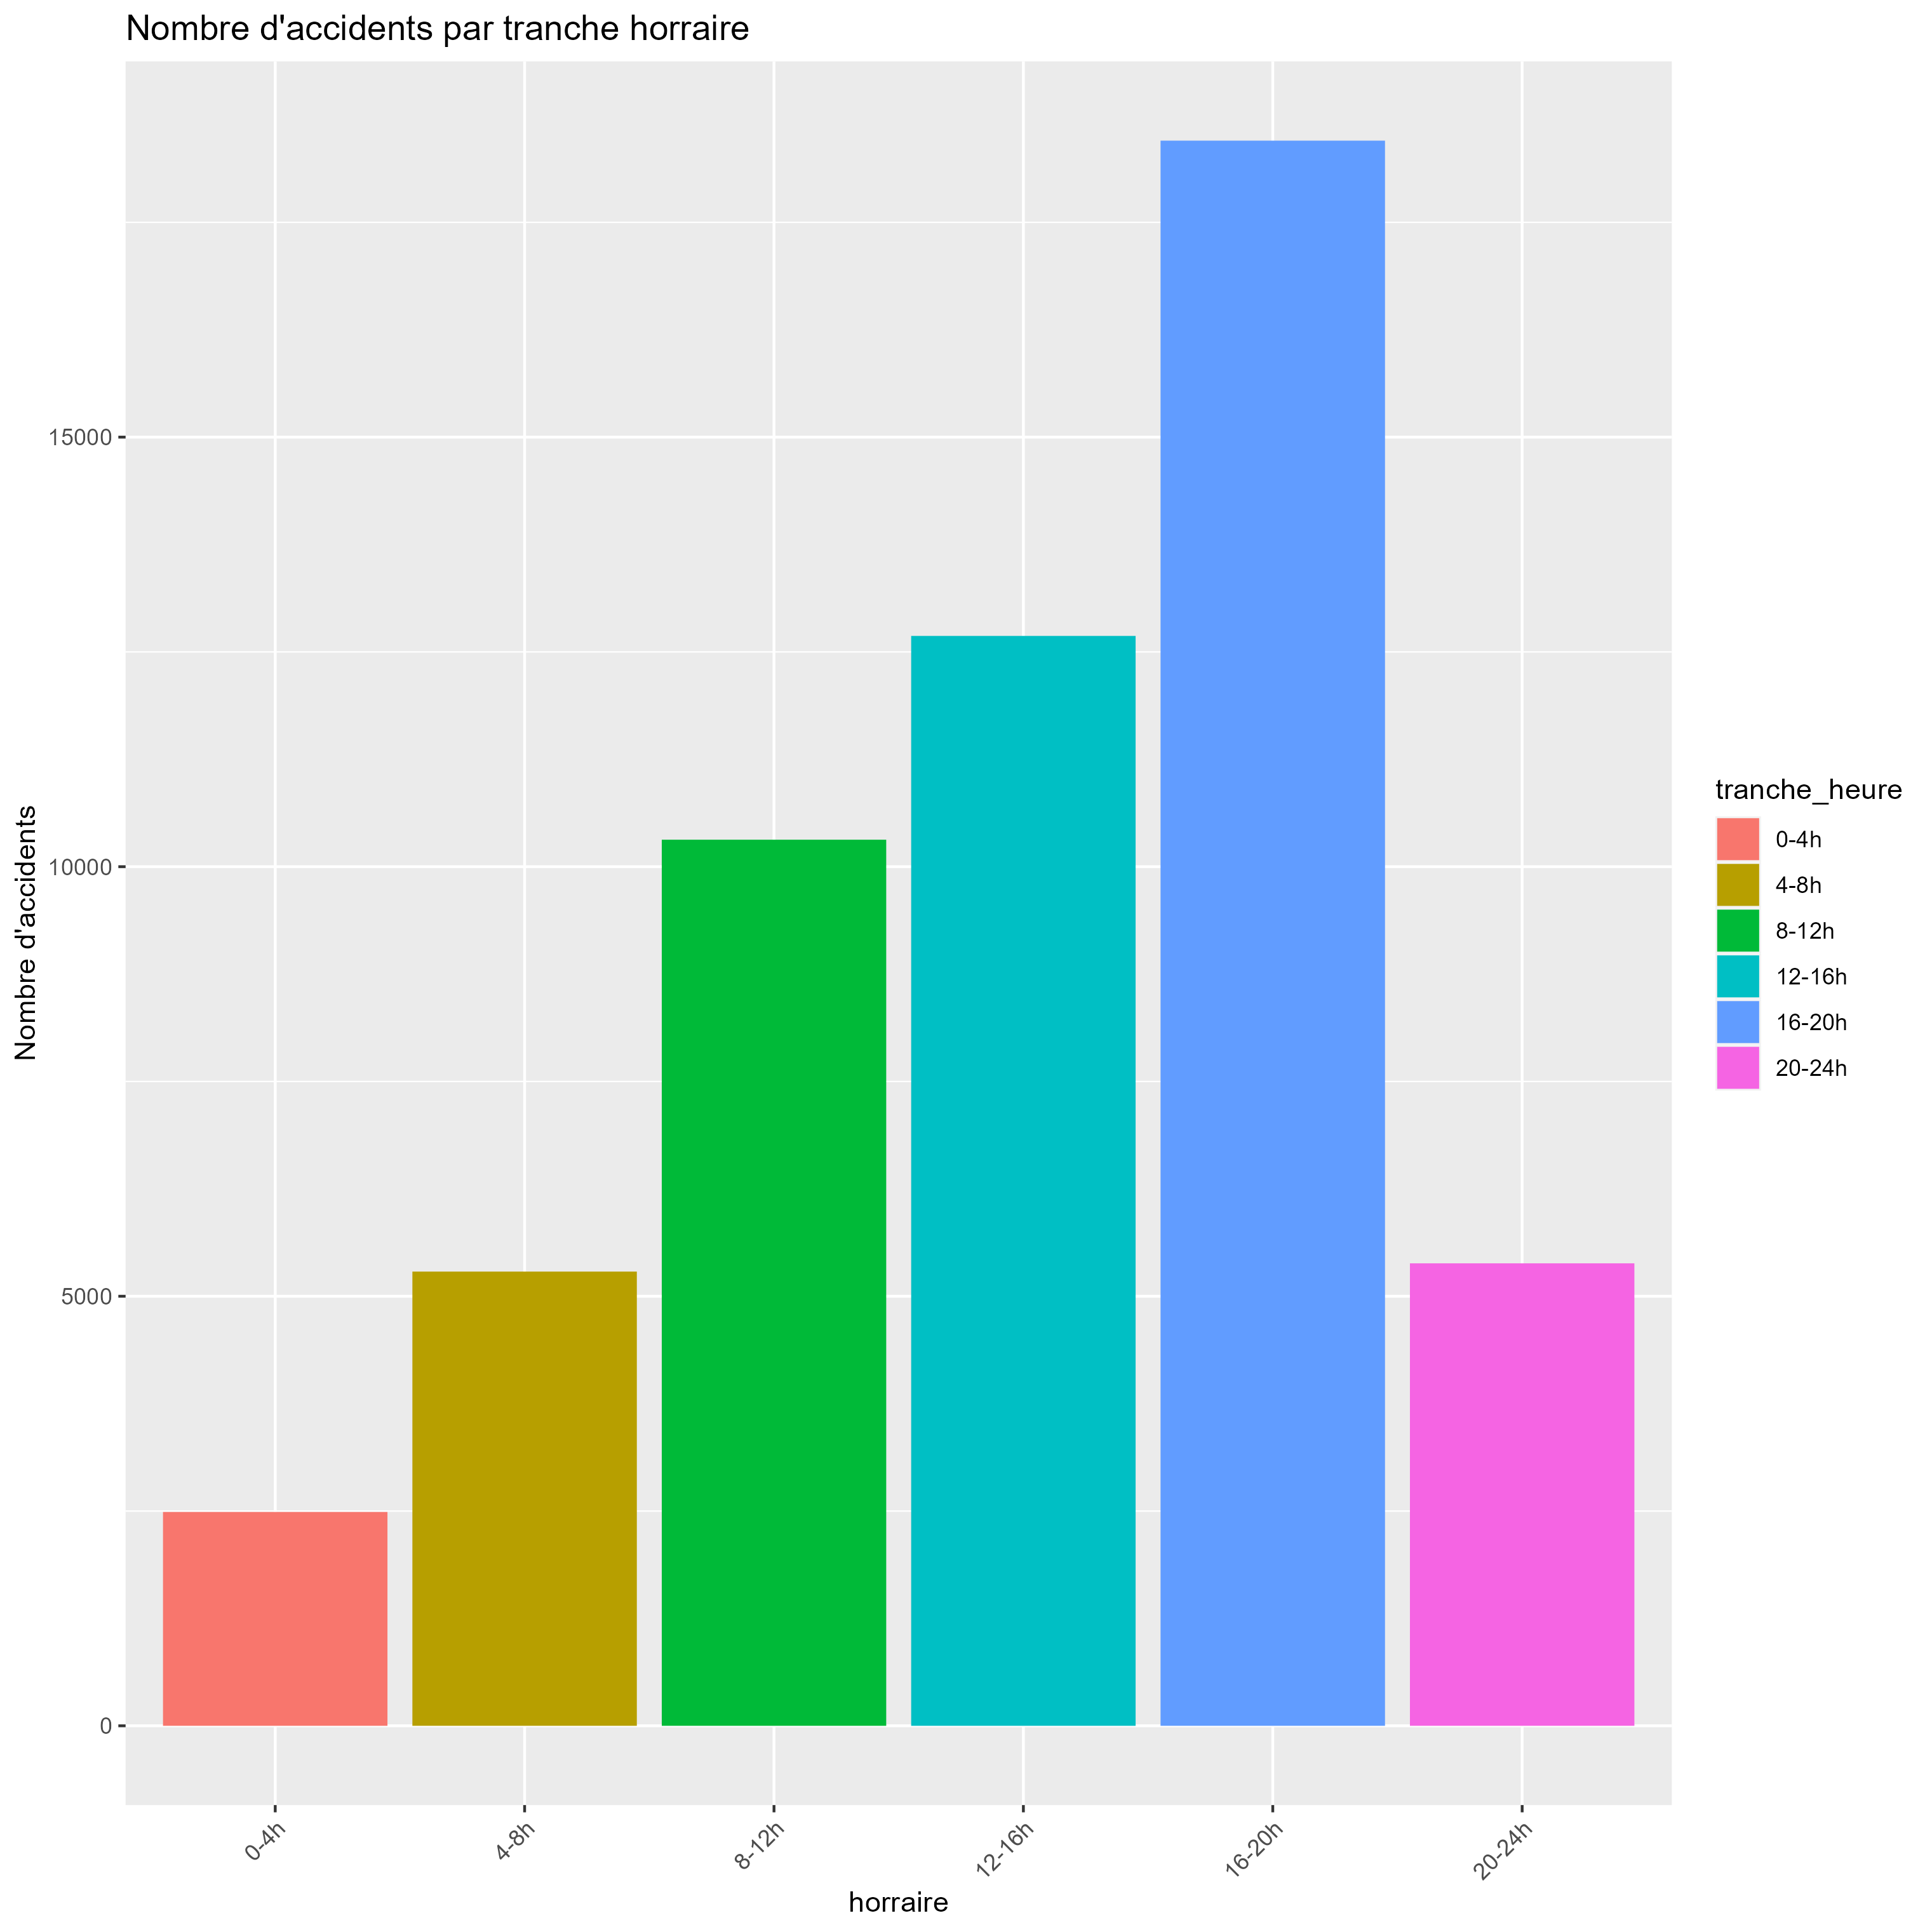 Nombre d'accidents par tranche horraire
Nombre d'accidents
15000
10000
5000
0
0-4h
4-8h
8-12h
12-16h
16-20h
20-24h
horraire
tranche_heure
0-4h
4-8h
8-12h
12-16h
16-20h
20-24h